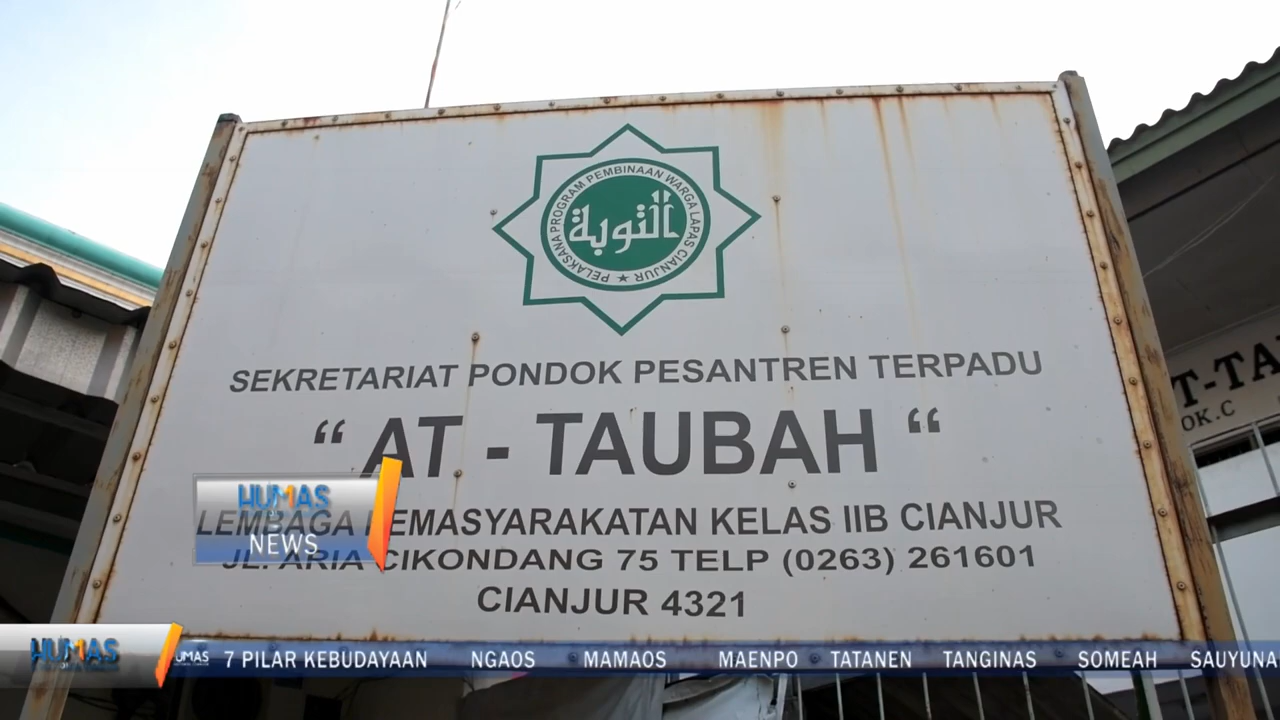 PELAKSANA PROGRAM PEMBINAAN WARGA LAPAS CIANJUR ★
التوبة
SEKRETARIAT PONDOK PESANTREN TERPADU
“ AT - TAUBAH “
LEMBAGA PEMASYARAKATAN KELAS IIB CIANJUR
JL. ARIA CIKONDANG 75 TELP (0263) 261601
CIANJUR 4321
T-TA
OK.C
HUMAS
NEWS
HUMAS
HUMAS 7 PILAR KEBUDAYAAN NGAOS MAMAOS MAENPO TATANEN TANGINAS SOMEAH SAUYUNA